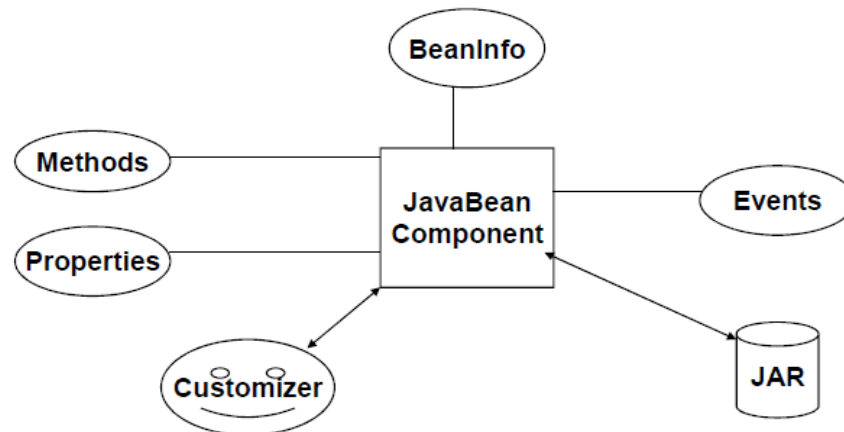 BeanInfo
Methods
JavaBean
Component
Events
Properties
Customizer
JAR